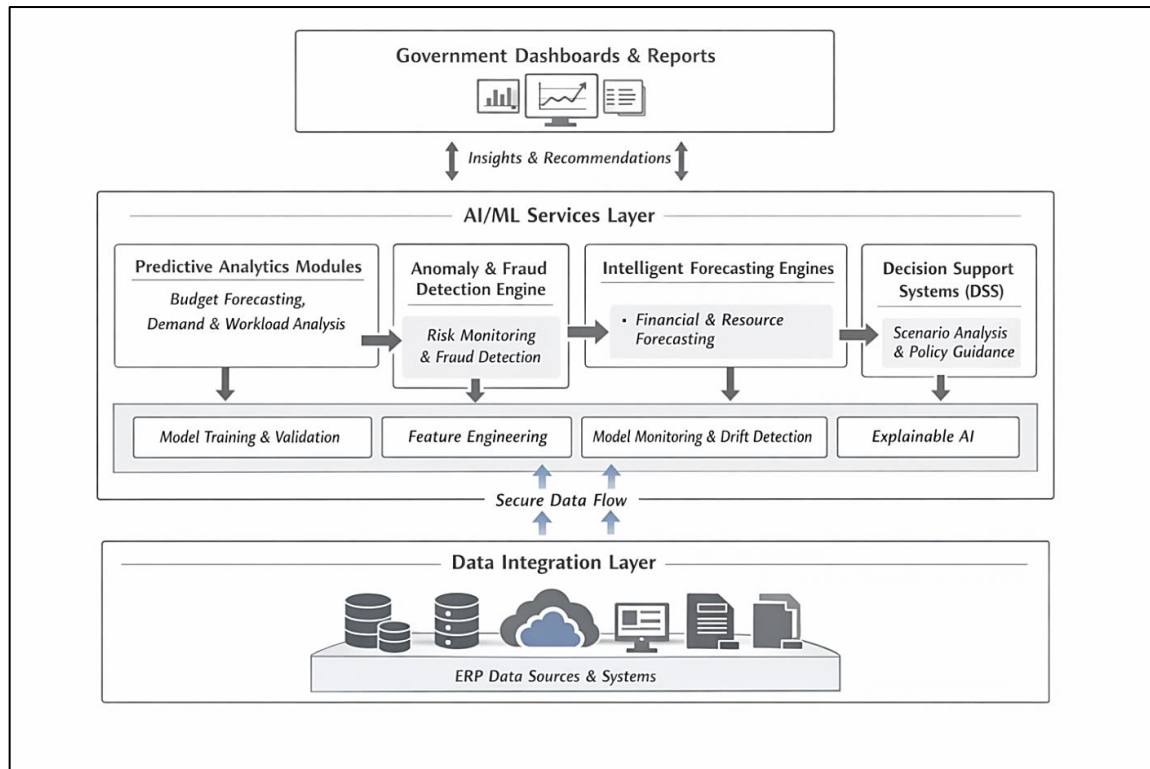 Government Dashboards & Reports
Insights & Recommendations
AI/ML Services Layer
Predictive Analytics Modules
Budget Forecasting,
Demand & Workload Analysis
Anomaly & Fraud
Detection Engine
Risk Monitoring
& Fraud Detection
Intelligent Forecasting Engines
• Financial & Resource
Forecasting
Decision Support
Systems (DSS)
Scenario Analysis
& Policy Guidance
Model Training & Validation
Feature Engineering
Model Monitoring & Drift Detection
Explainable AI
Secure Data Flow
Data Integration Layer
ERP Data Sources & Systems